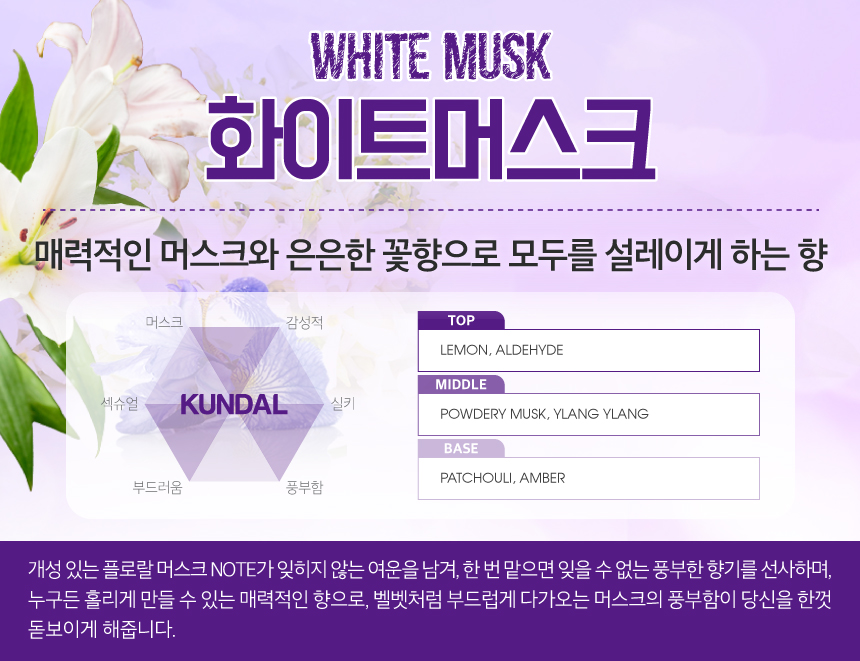 WHITE MUSK
화이트머스크
매력적인 머스크와 은은한 꽃향으로 모두를 설레이게 하는 향
머스크
감성적
섹슈얼
KUNDAL
실키
부드러움
풍부함
TOP
LEMON, ALDEHYDE
MIDDLE
POWDERY MUSK, YLANG YLANG
BASE
PATCHOULI, AMBER
개성 있는 플로랄 머스크 NOTE가 잊히지 않는 여운을 남겨, 한 번 맡으면 잊을 수 없는 풍부한 향기를 선사하며,
누구든 홀리게 만들 수 있는 매력적인 향으로, 벨벳처럼 부드럽게 다가오는 머스크의 풍부함이 당신을 한껏
돋보이게 해줍니다.